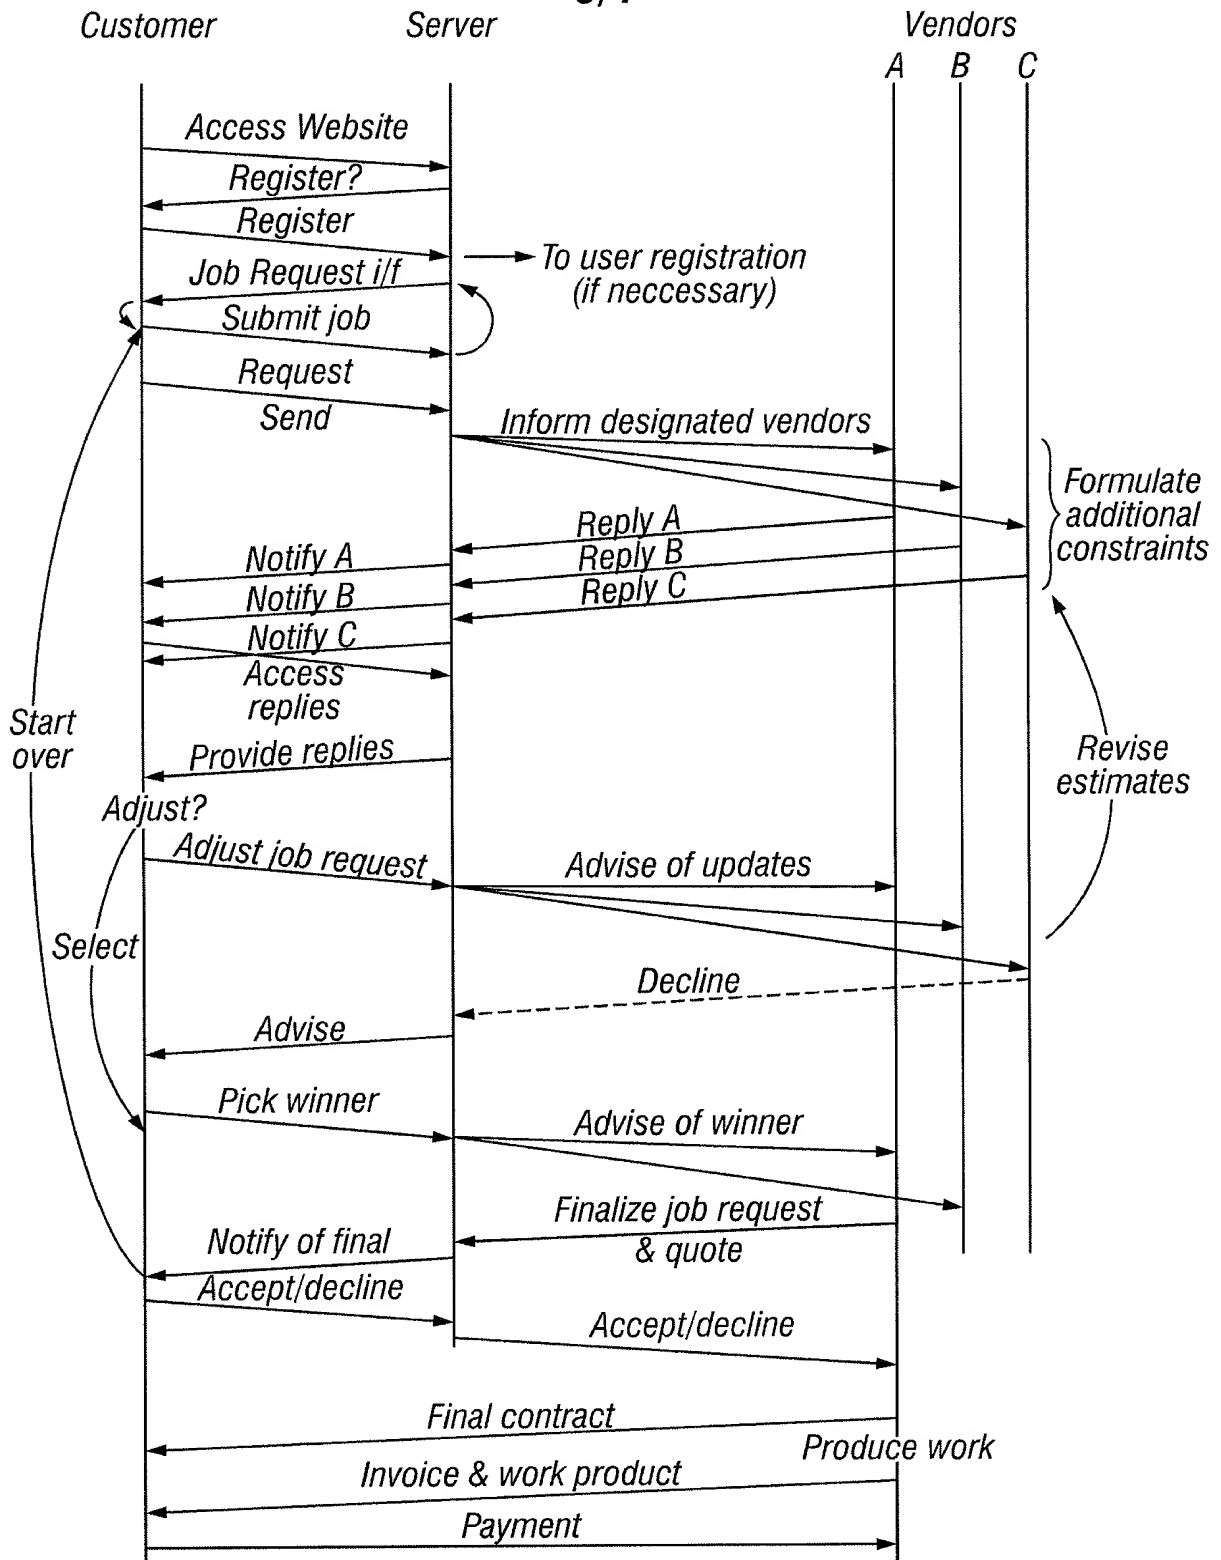 Customer
Server
Vendors
A
B
C
Access Website
Register?
Register
To user registration
(if neccessary)
Job Request i/f
Submit job
Request
Send
Inform designated vendors
Formulate
additional
constraints
Reply A
Reply B
Reply C
Notify A
Notify B
Notify C
Access
replies
Start
over
Provide replies
Revise
estimates
Adjust?
Adjust job request
Advise of updates
Select
Decline
Advise
Pick winner
Advise of winner
Finalize job request
& quote
Notify of final
Accept/decline
Accept/decline
Final contract
Produce work
Invoice & work product
Payment